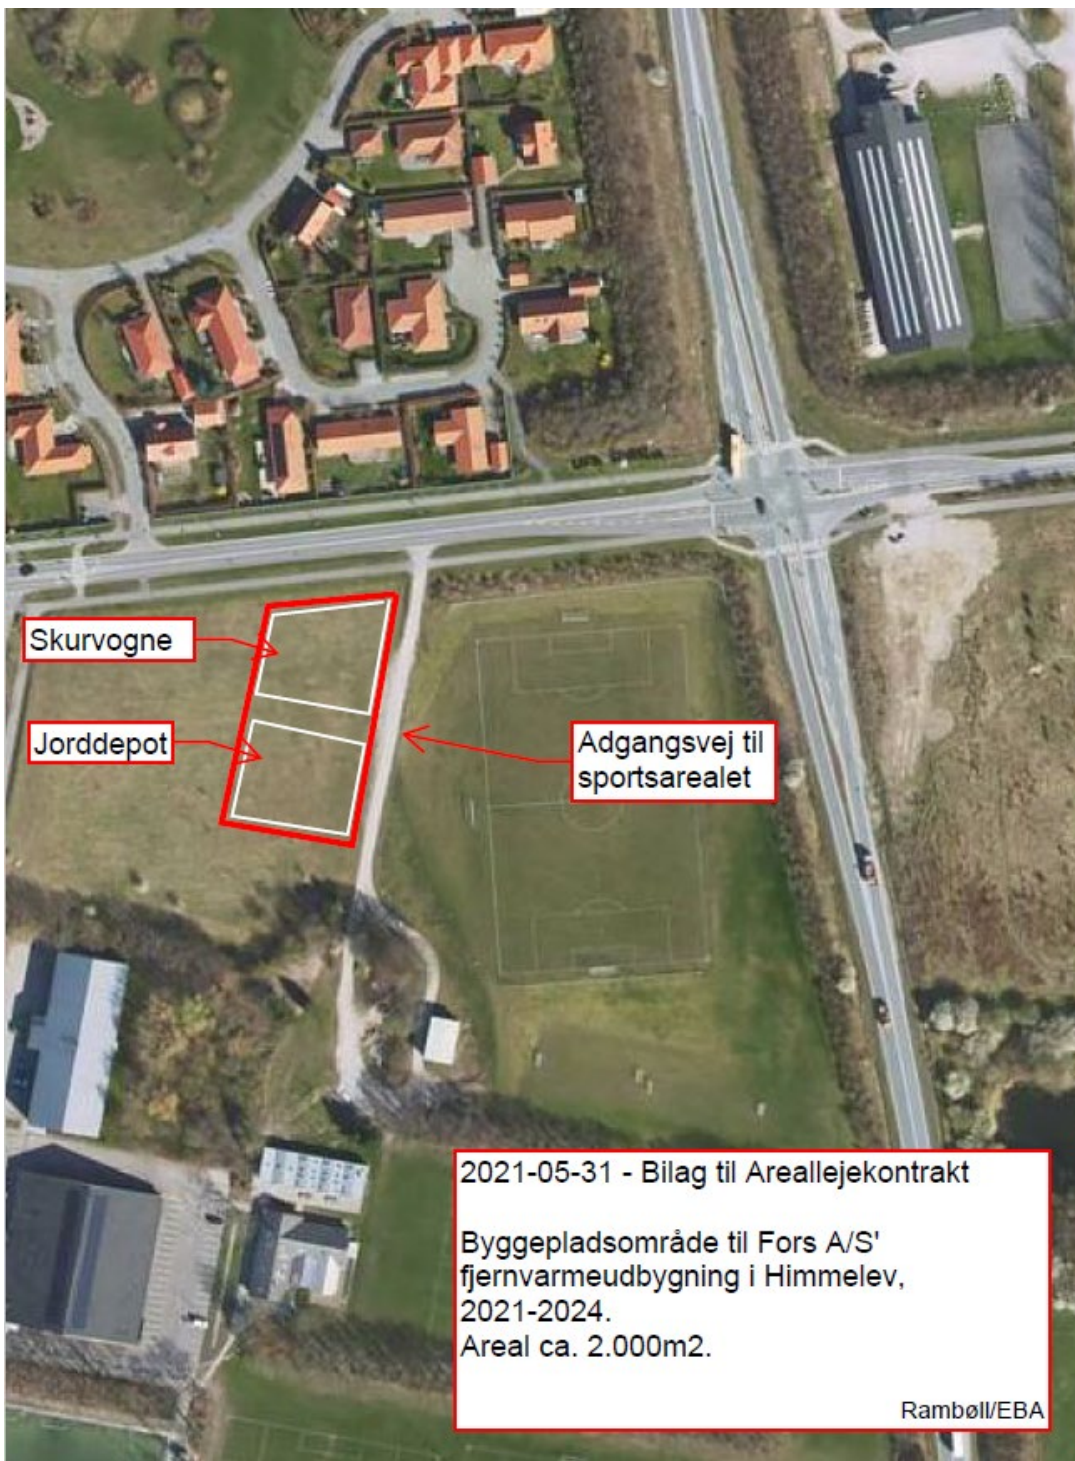 Skurvogne
Jorddepot
Adgangsvej til
sportsarealet
2021-05-31 - Bilag til Areallejekontrakt
Byggepladsområde til Fors A/S'
fjernvarmeudbygning i Himmelev,
2021-2024.
Areal ca. 2.000m2.
Rambøll/EBA